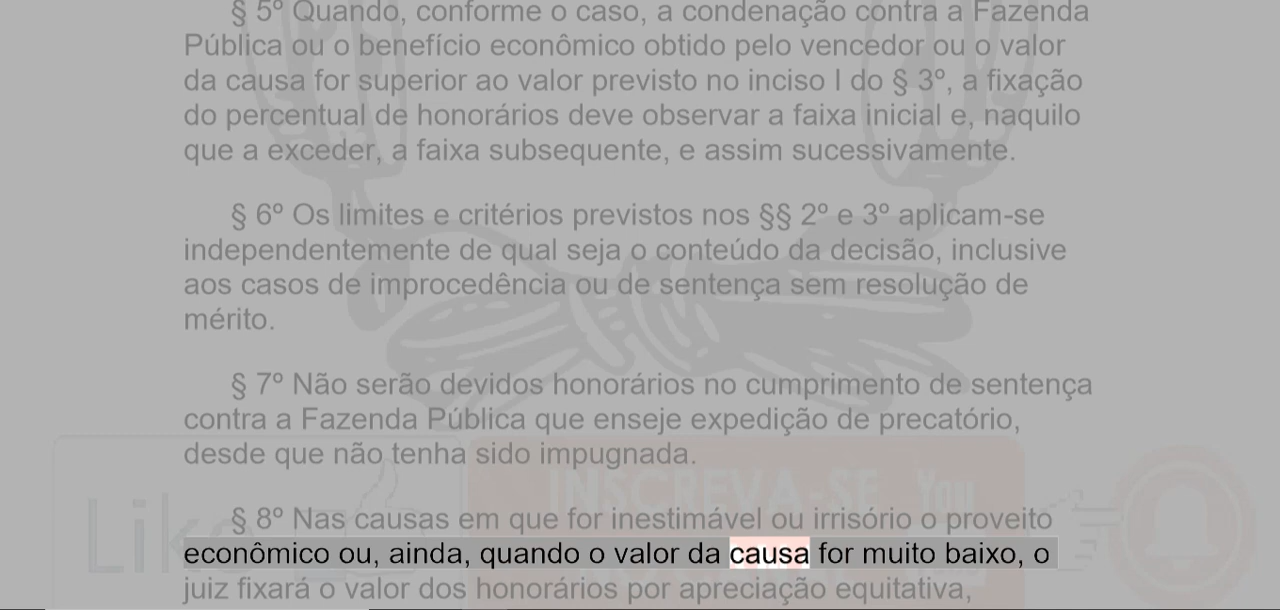 § 5º Quando, conforme o caso, a condenação contra a Fazenda
Pública ou o benefício econômico obtido pelo vencedor ou o valor
da causa for superior ao valor previsto no inciso I do § 3º, a fixação
do percentual de honorários deve observar a faixa inicial e, naquilo
que a exceder, a faixa subsequente, e assim sucessivamente.
§ 6º Os limites e critérios previstos nos §§ 2º e 3º aplicam-se
independentemente de qual seja o conteúdo da decisão, inclusive
aos casos de improcedência ou de sentença sem resolução de
mérito.
§ 7º Não serão devidos honorários no cumprimento de sentença
contra a Fazenda Pública que enseje expedição de precatório,
desde que não tenha sido impugnada.
INSCREVA-SE You
Like
§ 8º Nas causas em que for inestimável ou irrisório o proveito
econômico ou, ainda, quando o valor da causa for muito baixo, o
juiz fixará o valor dos honorários por apreciação equitativa,